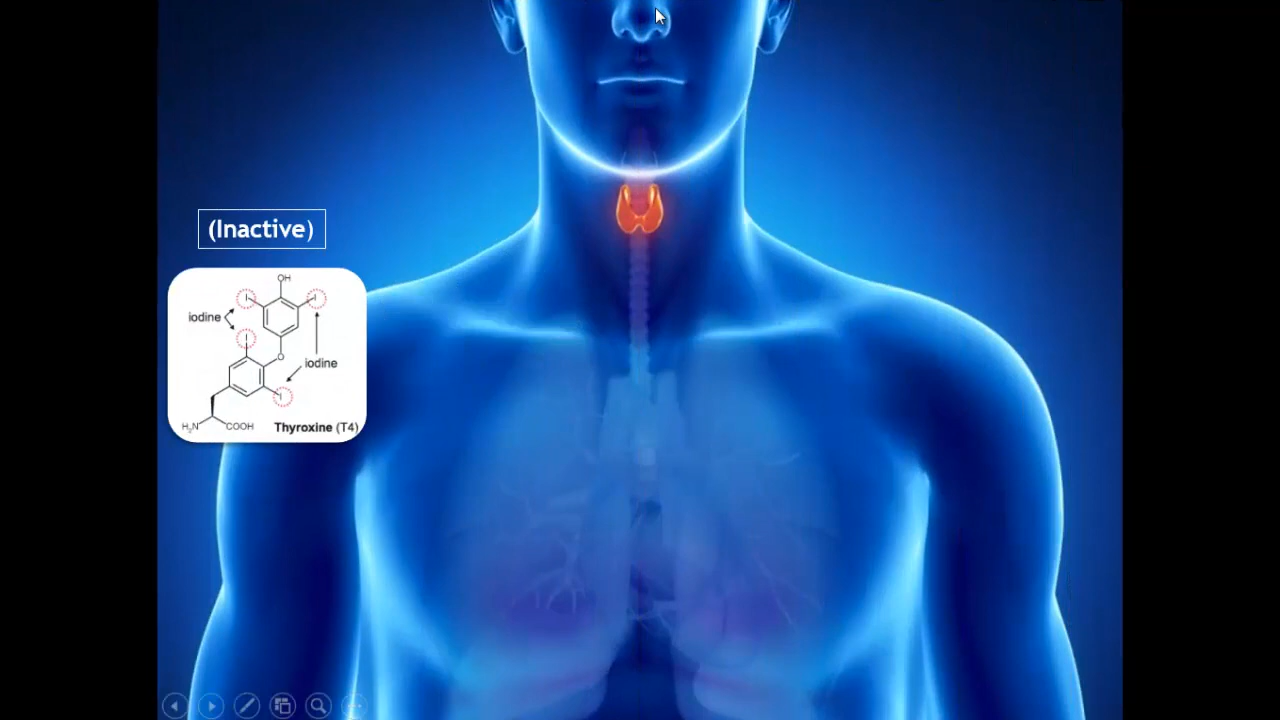 (Inactive)
OH
I
I
iodine
I
O
iodine
I
H₂N
COOH
Thyroxine (T4)